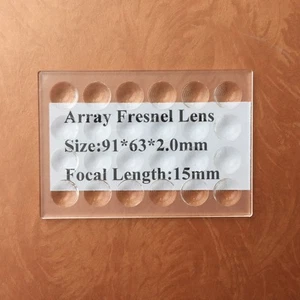 Array Fresnel Lens
Size:91*63*2.0mm
Focal Length:15mm